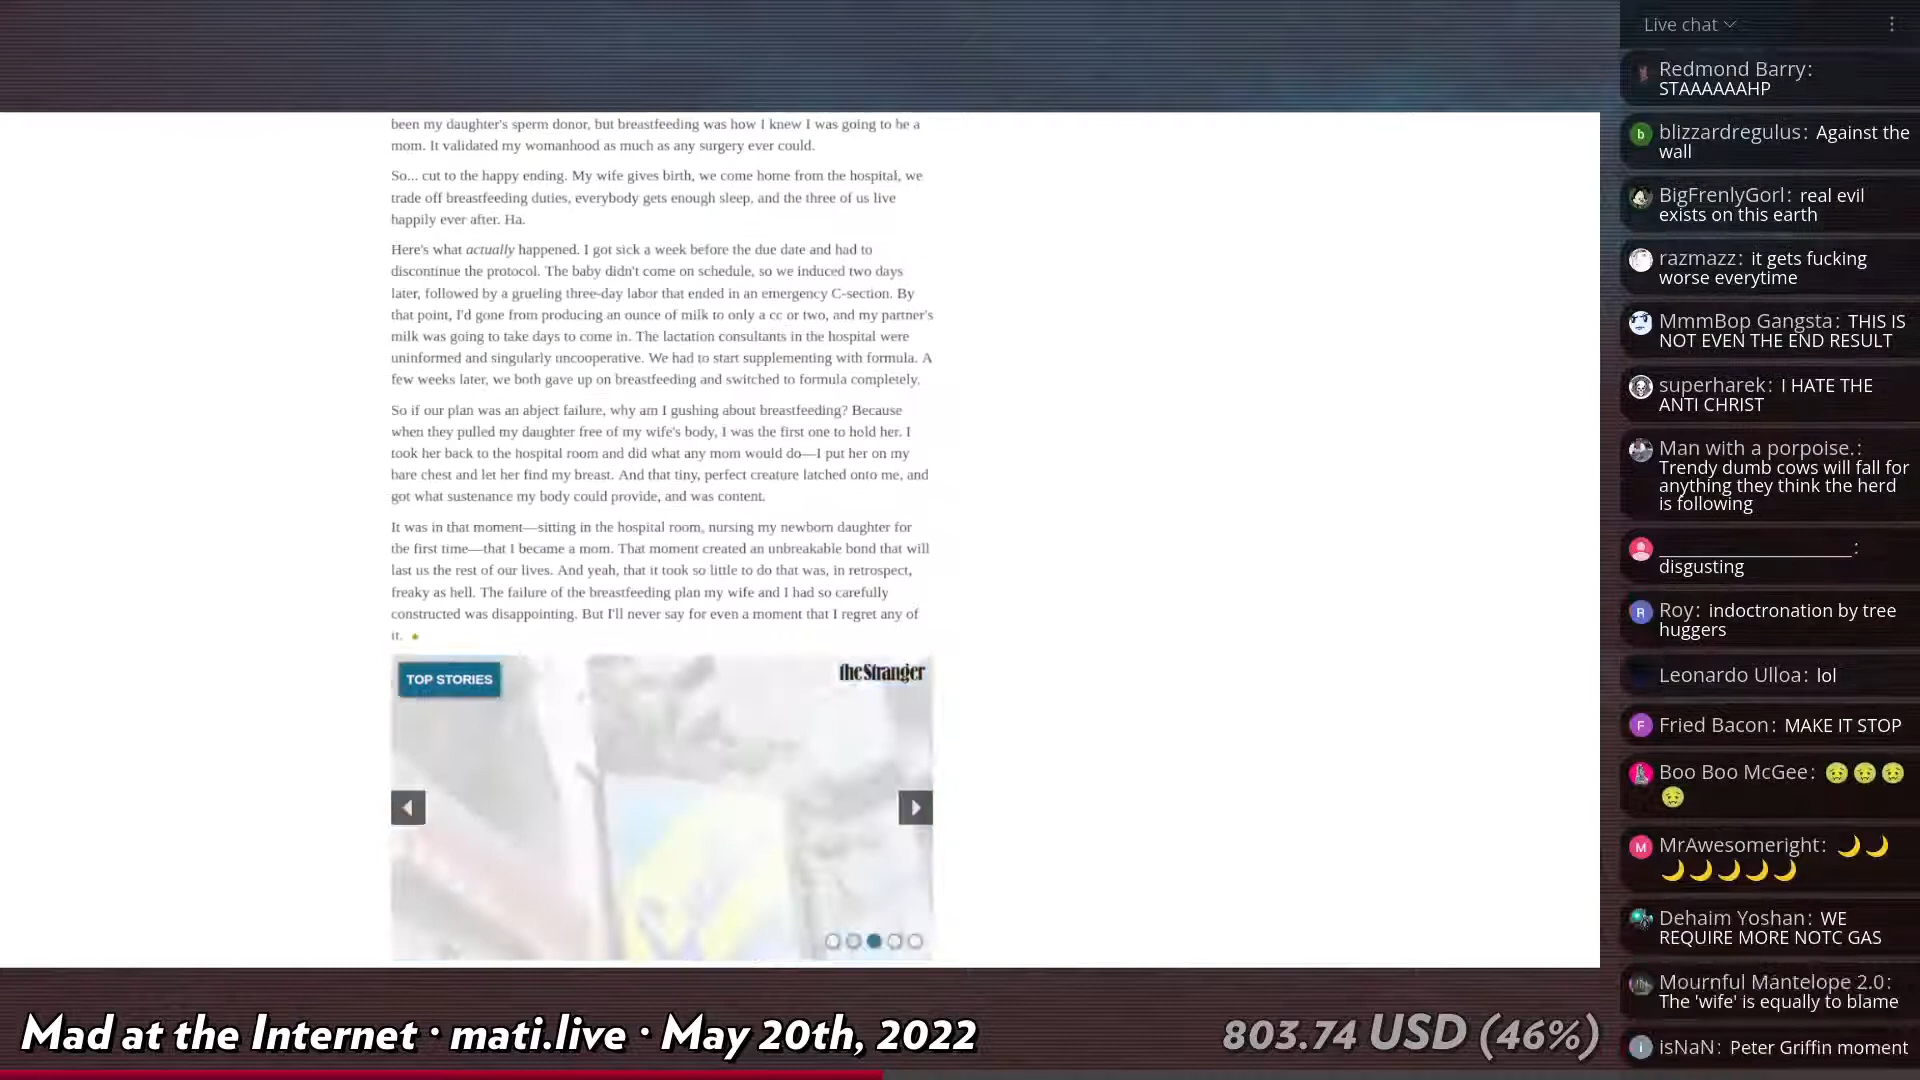 been my daughter's sperm donor, but breastfeeding was how I knew I was going to be a
mom. It validated my womanhood as much as any surgery ever could.
So... cut to the happy ending. My wife gives birth, we come home from the hospital, we
trade off breastfeeding duties, everybody gets enough sleep, and the three of us live
happily ever after. Ha.
Here's what actually happened. I got sick a week before the due date and had to
discontinue the protocol. The baby didn't come on schedule, so we induced two days
later, followed by a grueling three-day labor that ended in an emergency C-section. By
that point, I'd gone from producing an ounce of milk to only a cc or two, and my partner's
milk was going to take days to come in. The lactation consultants in the hospital were
uninformed and singularly uncooperative. We had to start supplementing with formula. A
few weeks later, we both gave up on breastfeeding and switched to formula completely.
So if our plan was an abject failure, why am I gushing about breastfeeding? Because
when they pulled my daughter free of my wife's body, I was the first one to hold her. I
took her back to the hospital room and did what any mom would do—I put her on my
bare chest and let her find my breast. And that tiny, perfect creature latched onto me, and
got what sustenance my body could provide, and was content.
It was in that moment—sitting in the hospital room, nursing my newborn daughter for
the first time—that I became a mom. That moment created an unbreakable bond that will
last us the rest of our lives. And yeah, that it took so little to do that was, in retrospect,
freaky as hell. The failure of the breastfeeding plan my wife and I had so carefully
constructed was disappointing. But I'll never say for even a moment that I regret any of
it.
TOP STORIES
the Stranger
Mad at the Internet · mati.live · May 20th, 2022
803.74 USD (46%)
Live chat
Redmond Barry:
STAAAAAAHP
b
blizzardregulus: Against the
wall
BigFrenlyGorl: real evil
exists on this earth
razmazz: it gets fucking
worse everytime
MmmBop Gangsta: THIS IS
NOT EVEN THE END RESULT
superharek: I HATE THE
ANTI CHRIST
Man with a porpoise.:
Trendy dumb cows will fall for
anything they think the herd
is following
____________________:
disgusting
R
Roy: indoctronation by tree
huggers
Leonardo Ulloa: lol
F
Fried Bacon: MAKE IT STOP
Boo Boo McGee: 🤢🤢🤢
🤢
M
MrAwesomeright: 🌙🌙
🌙🌙🌙🌙🌙
Dehaim Yoshan: WE
REQUIRE MORE NOTC GAS
Mournful Mantelope 2.0:
The 'wife' is equally to blame
i
isNaN: Peter Griffin moment